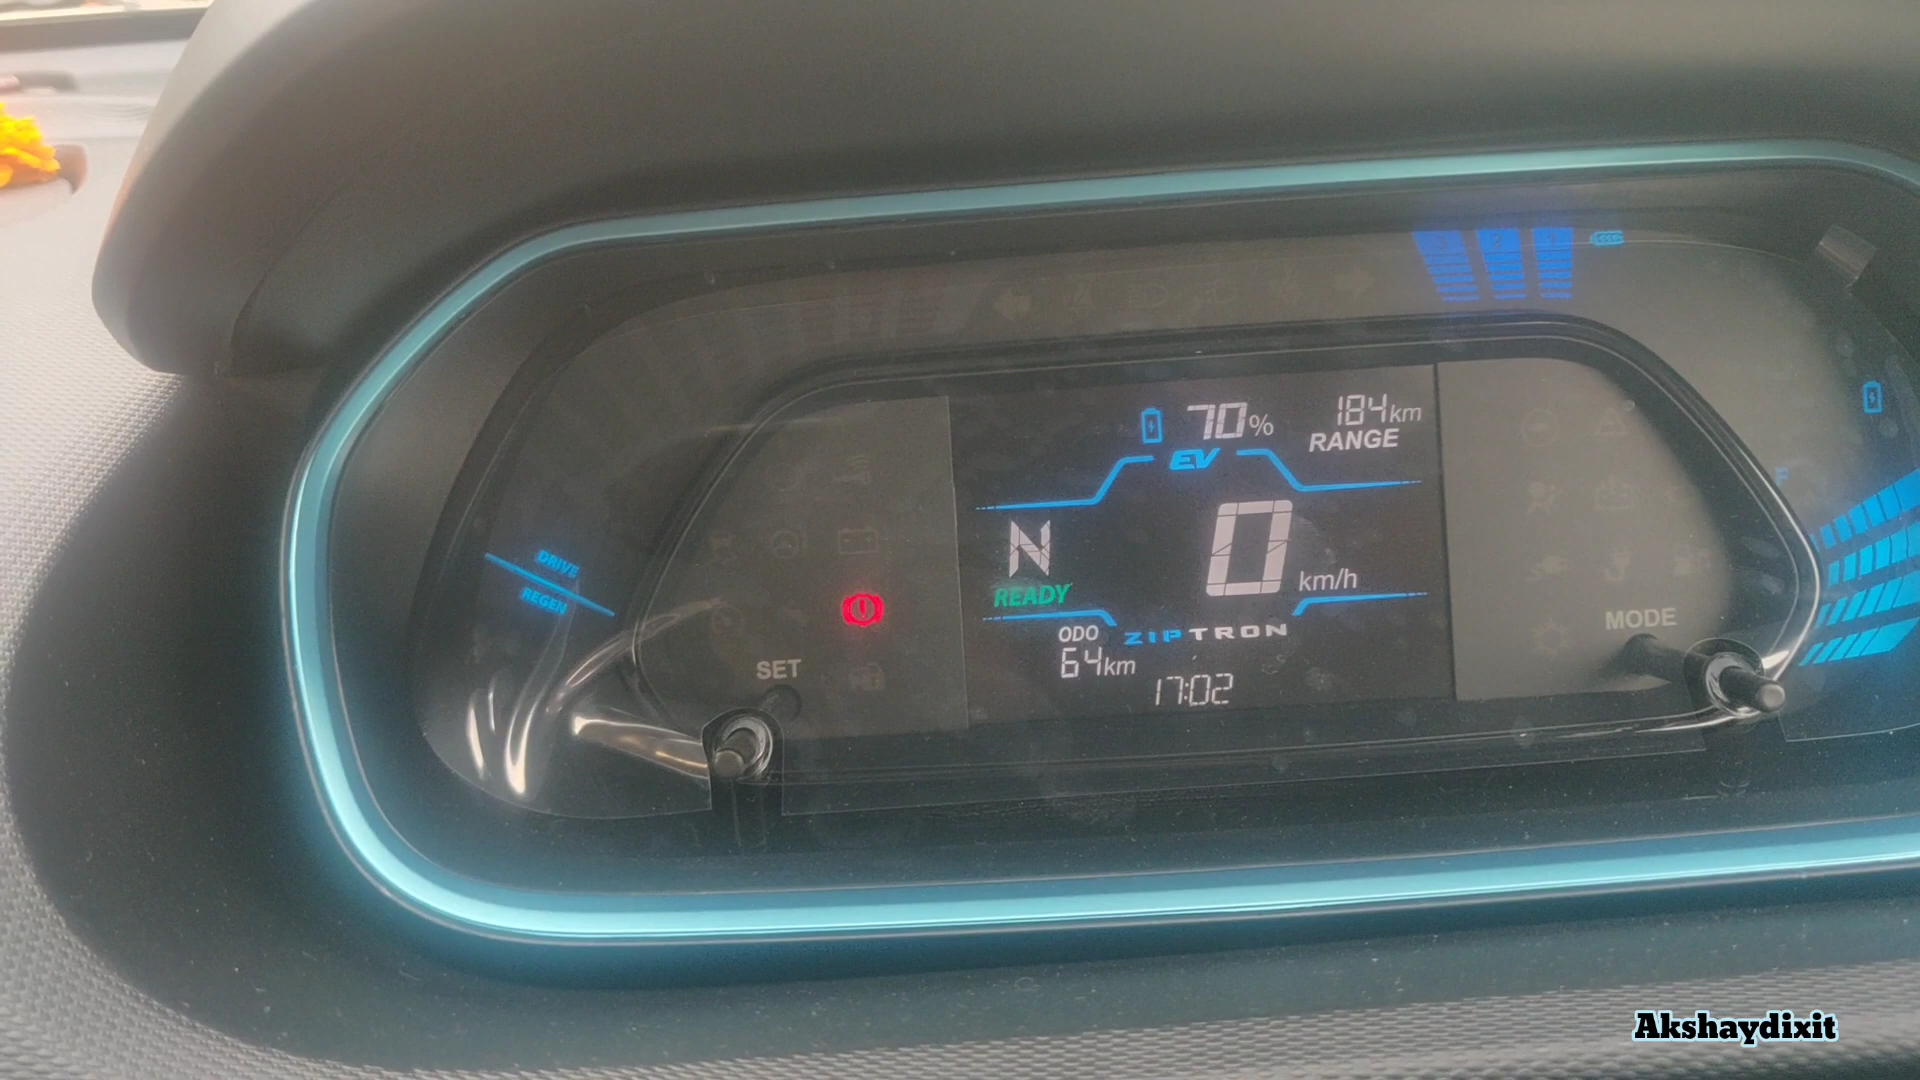 70%
184km
RANGE
EV
N
0
km/h
READY
DRIVE
REGEN
ODO
ZIPTRON
64km
17:02
SET
MODE
F
Akshaydixit